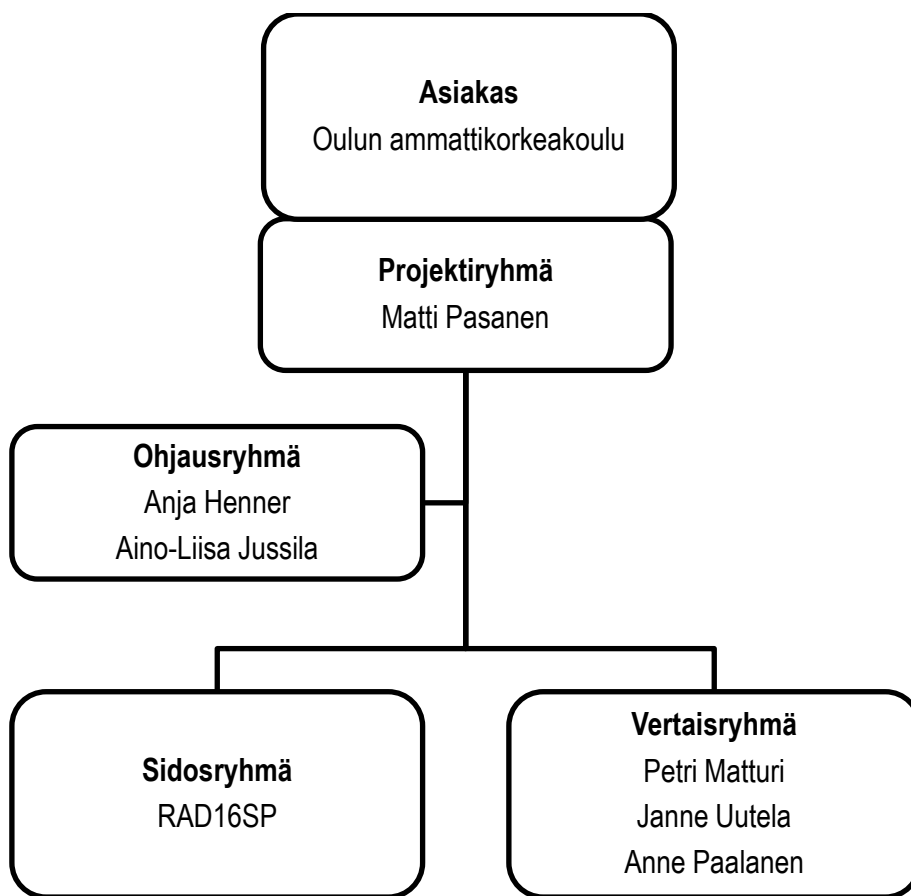 Asiakas
Oulun ammattikorkeakoulu
Projektiryhmä
Matti Pasanen
Ohjausryhmä
Anja Henner
Aino-Liisa Jussila
Sidosryhmä
RAD16SP
Vertaisryhmä
Petri Matturi
Janne Uutela
Anne Paalanen